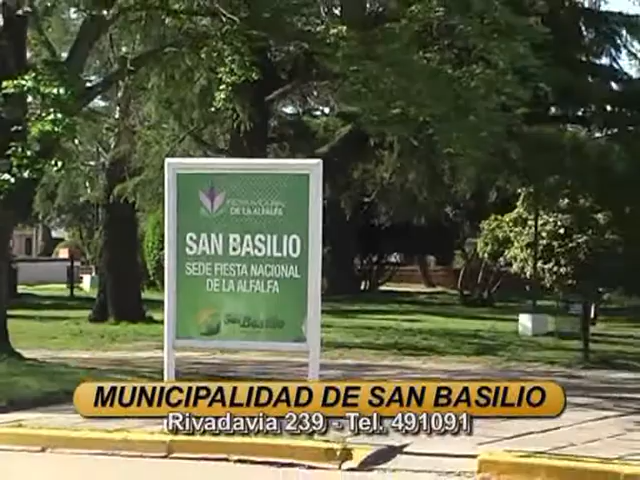 FIESTA NACIONAL
DE LA ALFALFA
SAN BASILIO
SEDE FIESTA NACIONAL
DE LA ALFALFA
San Basilio
MUNICIPALIDAD DE SAN BASILIO
Rivadavia 239 - Tel. 491091